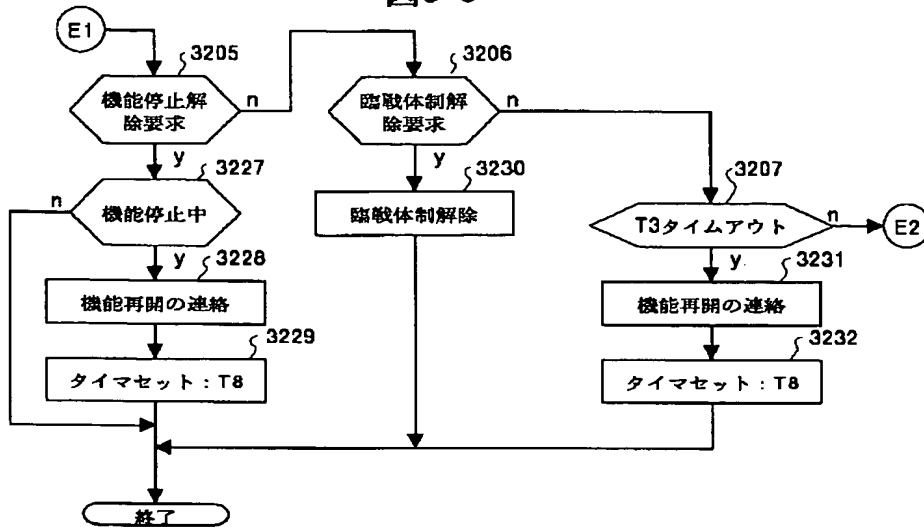 E1
3205
機能停止解
除要求
n
y
3206
臨戦体制解
除要求
n
y
3227
機能停止中
n
y
3230
臨戦体制解除
3207
T3タイムアウト
n
E2
y
3228
機能再開の連絡
3231
機能再開の連絡
3229
タイマセット：T8
3232
タイマセット：T8
終了